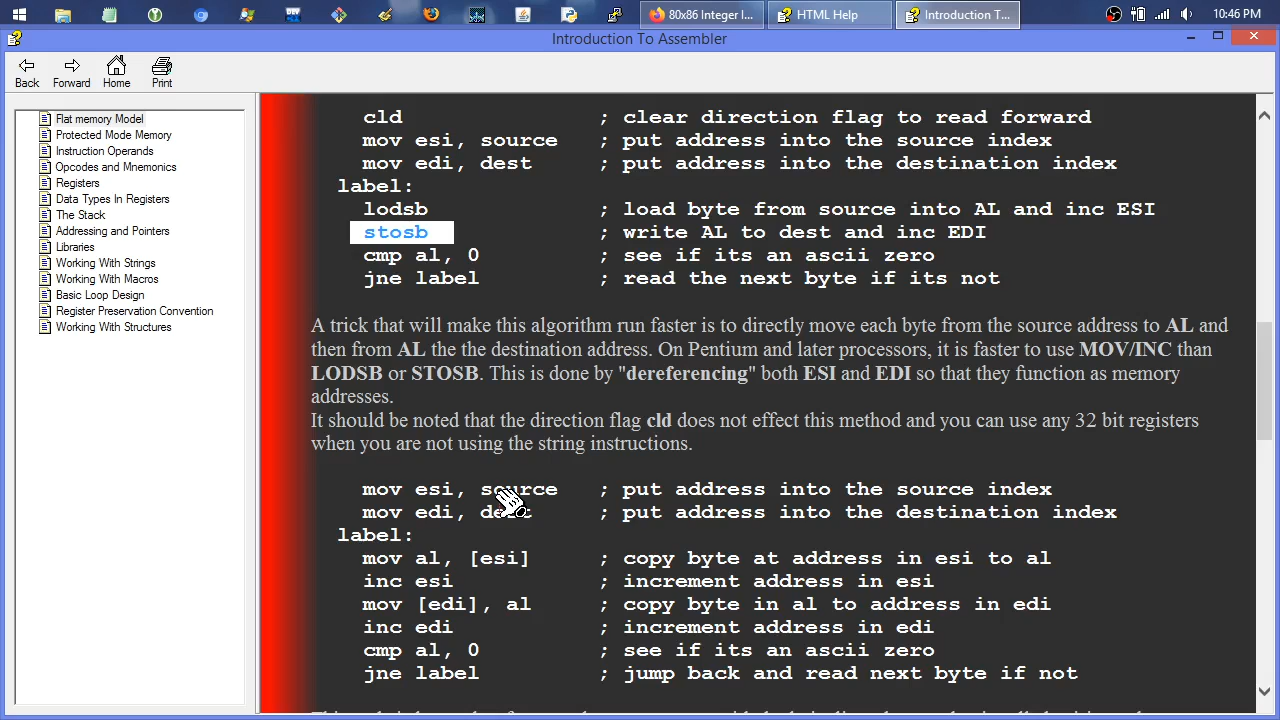 80x86 Integer I...
HTML Help
Introduction T...
10:46 PM
Introduction To Assembler
Back
Forward
Home
Print
Flat memory Model
Protected Mode Memory
Instruction Operands
Opcodes and Mnemonics
Registers
Data Types In Registers
The Stack
Addressing and Pointers
Libraries
Working With Strings
Working With Macros
Basic Loop Design
Register Preservation Convention
Working With Structures
cld ; clear direction flag to read forward
mov esi, source ; put address into the source index
mov edi, dest ; put address into the destination index
label:
lodsb ; load byte from source into AL and inc ESI
stosb ; write AL to dest and inc EDI
cmp al, 0 ; see if its an ascii zero
jne label ; read the next byte if its not
A trick that will make this algorithm run faster is to directly move each byte from the source address to AL and
then from AL the the destination address. On Pentium and later processors, it is faster to use MOV/INC than
LODSB or STOSB. This is done by "dereferencing" both ESI and EDI so that they function as memory
addresses.
It should be noted that the direction flag cld does not effect this method and you can use any 32 bit registers
when you are not using the string instructions.
mov esi, source ; put address into the source index
mov edi, dest ; put address into the destination index
label:
mov al, [esi] ; copy byte at address in esi to al
inc esi ; increment address in esi
mov [edi], al ; copy byte in al to address in edi
inc edi ; increment address in edi
cmp al, 0 ; see if its an ascii zero
jne label ; jump back and read next byte if not